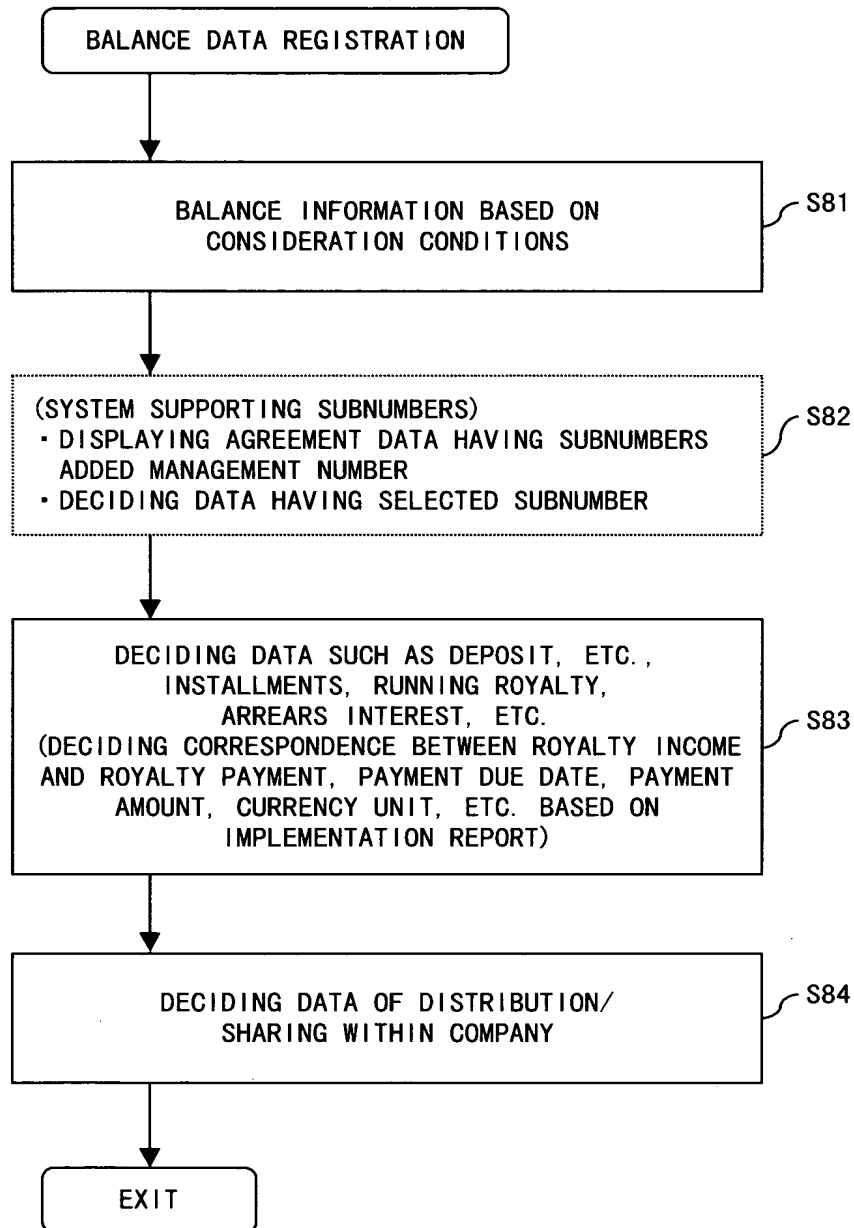 BALANCE DATA REGISTRATION
BALANCE INFORMATION BASED ON
CONSIDERATION CONDITIONS
S81
(SYSTEM SUPPORTING SUBNUMBERS)
・DISPLAYING AGREEMENT DATA HAVING SUBNUMBERS
ADDED MANAGEMENT NUMBER
・DECIDING DATA HAVING SELECTED SUBNUMBER
S82
DECIDING DATA SUCH AS DEPOSIT, ETC.,
INSTALLMENTS, RUNNING ROYALTY,
ARREARS INTEREST, ETC.
(DECIDING CORRESPONDENCE BETWEEN ROYALTY INCOME
AND ROYALTY PAYMENT, PAYMENT DUE DATE, PAYMENT
AMOUNT, CURRENCY UNIT, ETC. BASED ON
IMPLEMENTATION REPORT)
S83
DECIDING DATA OF DISTRIBUTION/
SHARING WITHIN COMPANY
S84
EXIT